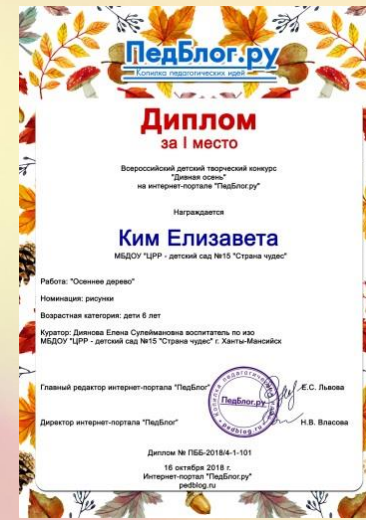 ПедБлог.ру
Копилка педагогических идей
Диплом
за I место
Всероссийский детский творческий конкурс
"Дивная осень"
на интернет-портале "ПедБлог.ру"
Награждается
Ким Елизавета
МБДОУ "ЦРР - детский сад №15 "Страна чудес"
Работа: "Осеннее дерево"
Номинация: рисунки
Возрастная категория: дети 6 лет
Куратор: Диянова Елена Сулеймановна воспитатель по изо
МБДОУ "ЦРР - детский сад №15 "Страна чудес" г. Ханты-Мансийск
Главный редактор интернет-портала "ПедБлог" Е.С. Львова
ПедБлог.ру
Директор интернет-портала "ПедБлог" Н.В. Власова
pedblog.ru
Диплом № ПББ-2018/4-1-101
16 октября 2018 г.
Интернет-портал "ПедБлог.ру"
pedblog.ru